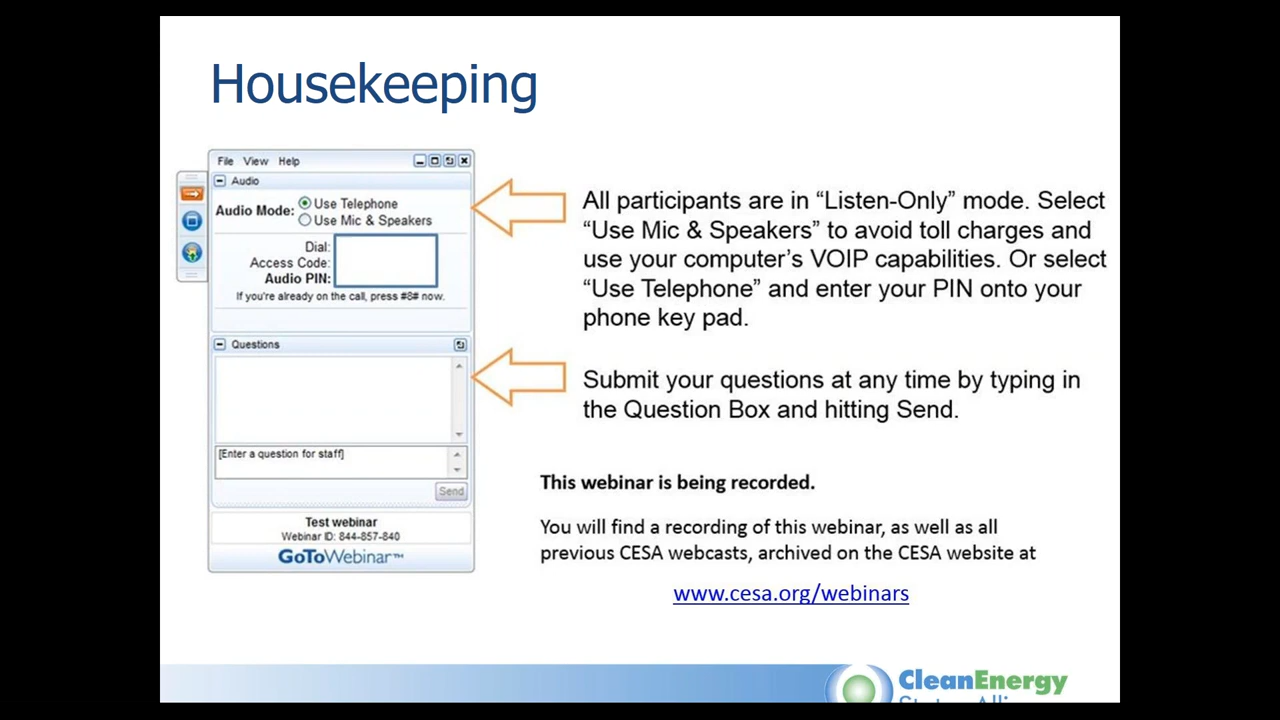 Housekeeping
File View Help
Audio
Audio Mode: Use Telephone
Use Mic & Speakers
Dial:
Access Code:
Audio PIN:
If you're already on the call, press #8# now.
Questions
[Enter a question for staff]
Send
Test webinar
Webinar ID: 844-857-840
GoToWebinar™
All participants are in “Listen-Only” mode. Select
“Use Mic & Speakers” to avoid toll charges and
use your computer’s VOIP capabilities. Or select
“Use Telephone” and enter your PIN onto your
phone key pad.
Submit your questions at any time by typing in
the Question Box and hitting Send.
This webinar is being recorded.
You will find a recording of this webinar, as well as all
previous CESA webcasts, archived on the CESA website at
www.cesa.org/webinars
CleanEnergy